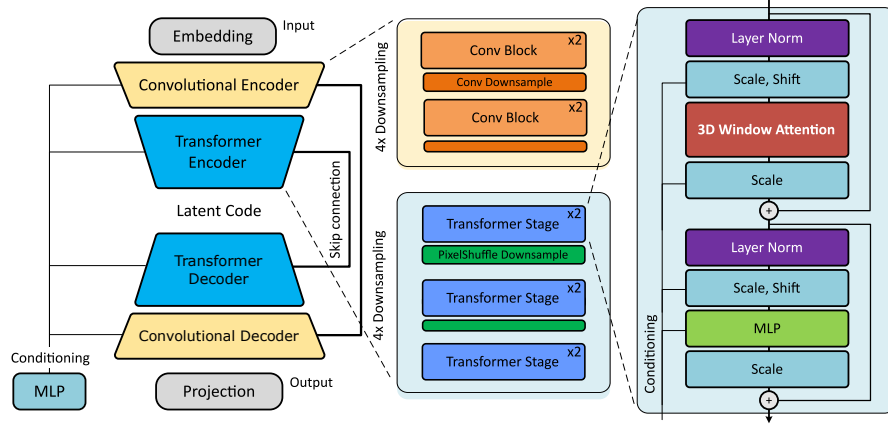 Embedding
Input
Convolutional Encoder
Transformer
Encoder
Latent Code
Skip connection
Transformer
Decoder
Convolutional Decoder
Conditioning
MLP
Projection
Output
4x Downsampling
Conv Block
x2
Conv Downsample
Conv Block
x2
4x Downsampling
Transformer Stage
x2
PixelShuffle Downsample
Transformer Stage
x2
Transformer Stage
x2
Layer Norm
Scale, Shift
3D Window Attention
Scale
+
Layer Norm
Scale, Shift
MLP
Scale
+
Conditioning